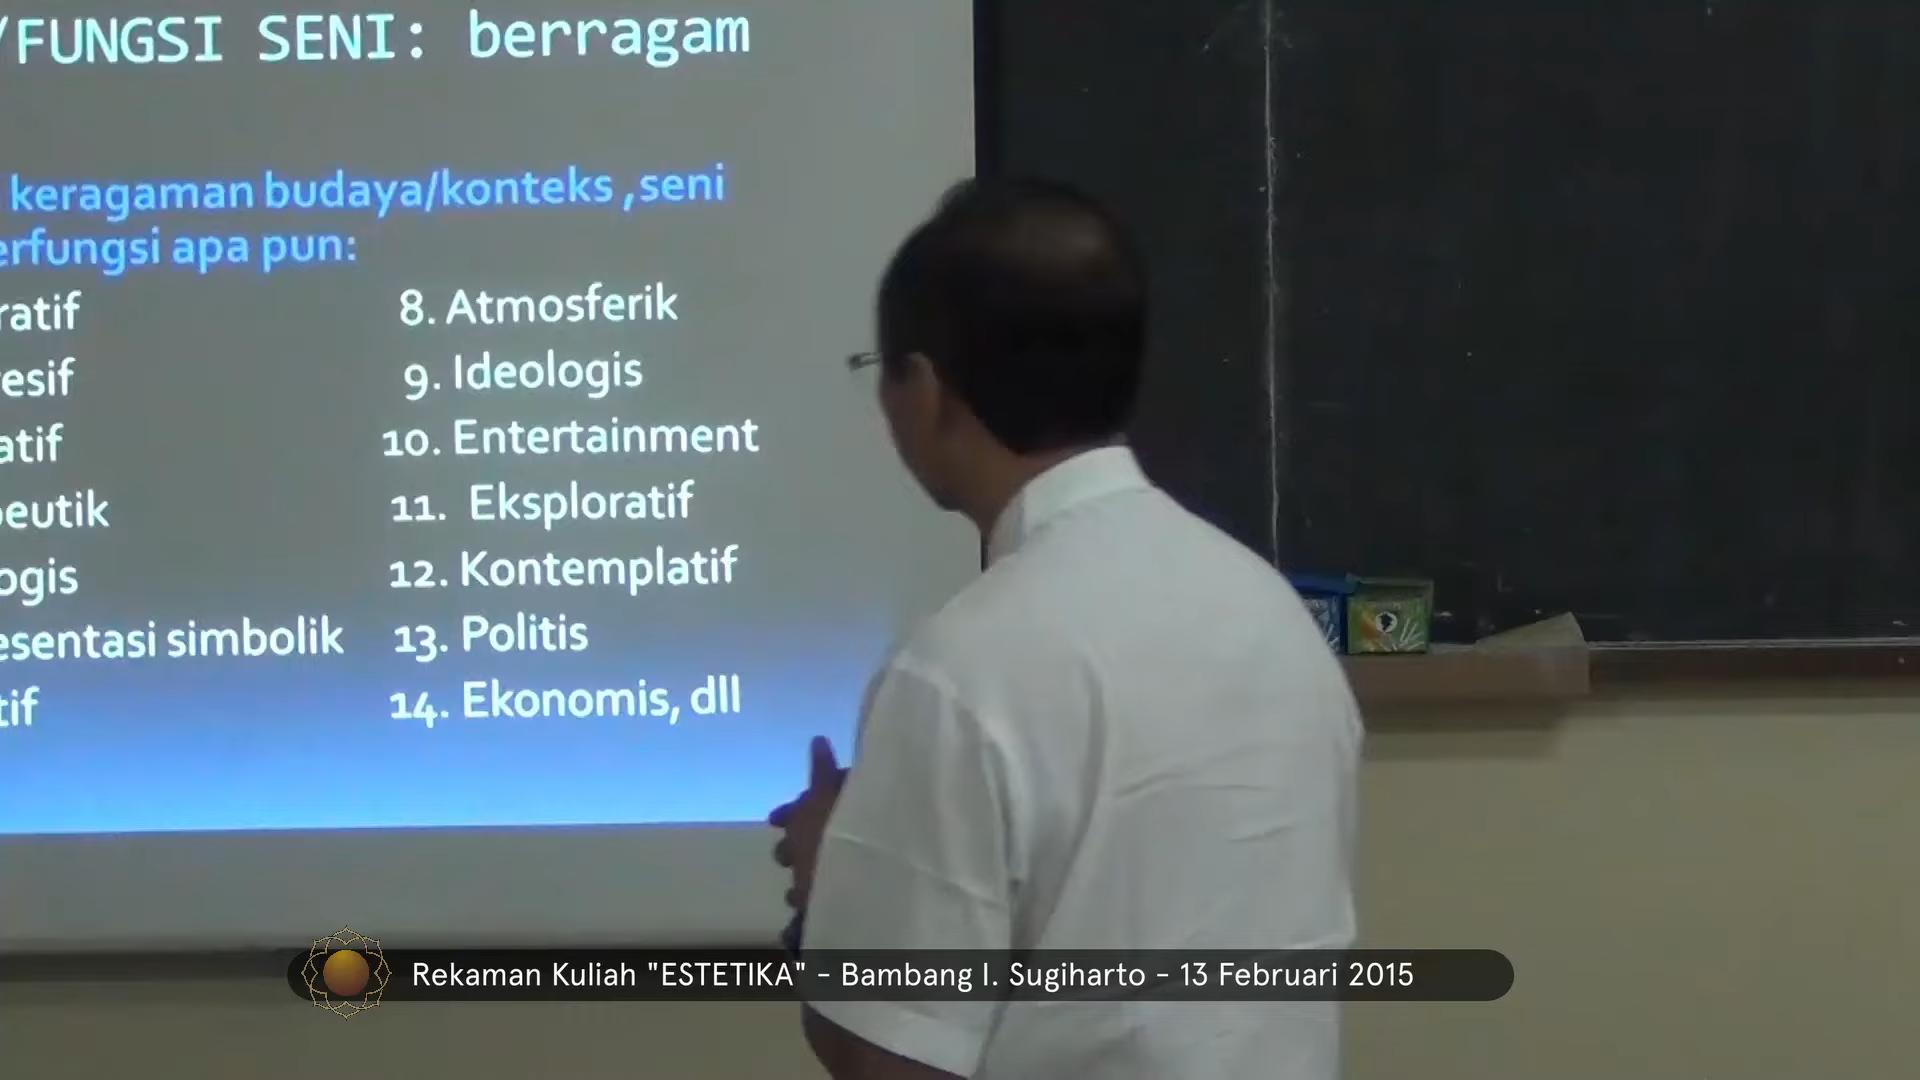 /FUNGSI SENI: berragam
keragaman budaya/konteks ,seni
erfungsi apa pun:
ratif
esif
atif
peutik
ogis
esentasi simbolik
tif
8. Atmosferik
9. Ideologis
10. Entertainment
11. Eksploratif
12. Kontemplatif
13. Politis
14. Ekonomis, dll
Rekaman Kuliah "ESTETIKA" - Bambang I. Sugiharto - 13 Februari 2015